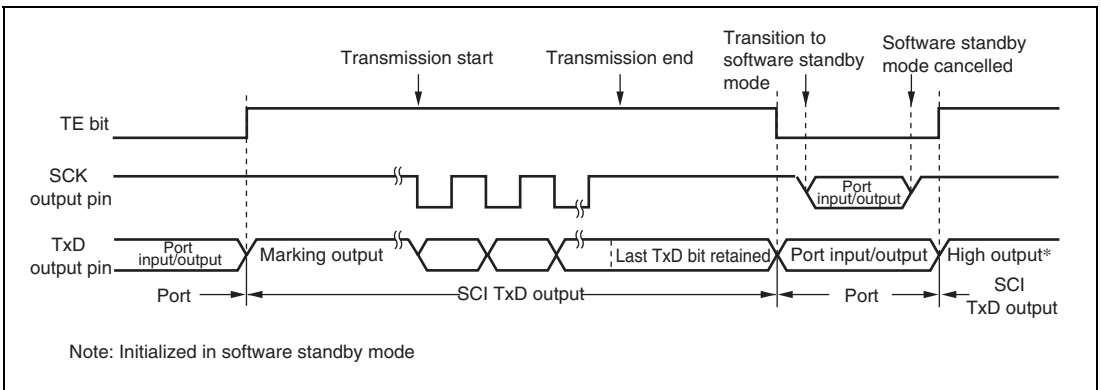 Transmission start
Transmission end
Transition to
software standby
mode
Software standby
mode cancelled
TE bit
SCK
output pin
Port
input/output
TxD
output pin
Port
input/output
Marking output
Last TxD bit retained
Port input/output
High output*
Port
SCI TxD output
Port
SCI
TxD output
Note: Initialized in software standby mode